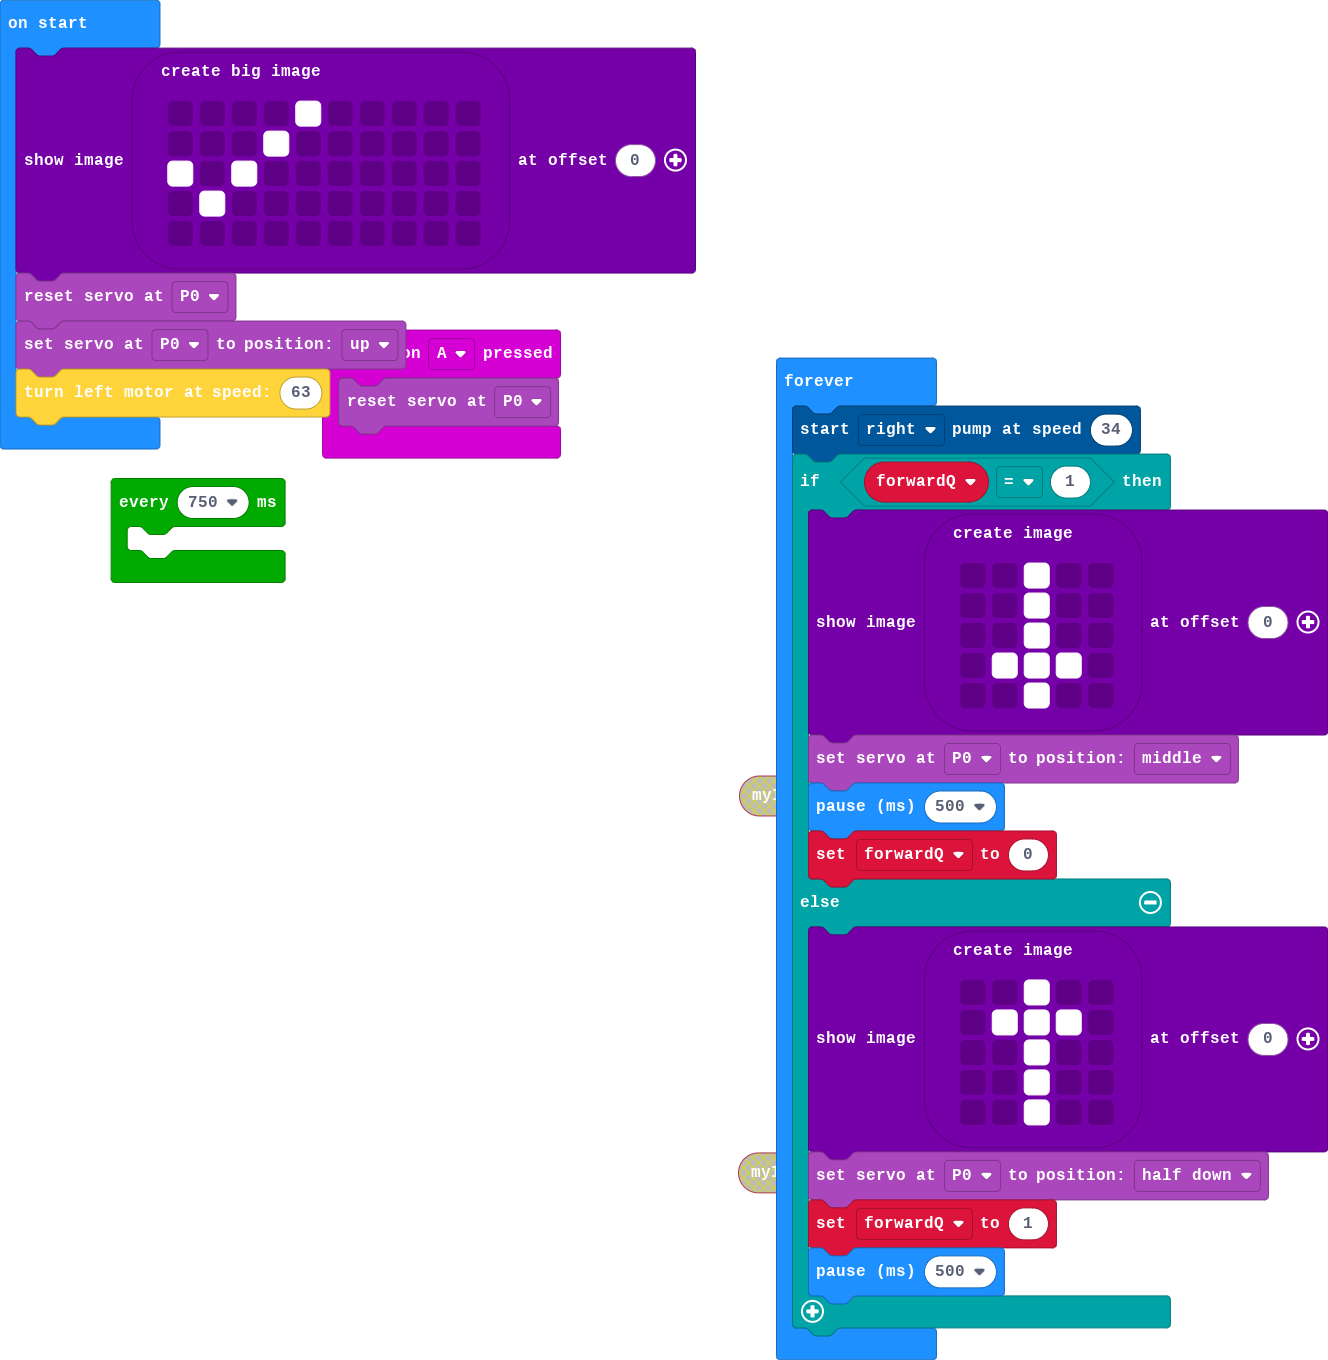 on start
create big image
show image at offset 0
reset servo at P0
set servo at P0 to position: up
turn left motor at speed: 63
on A pressed
reset servo at P0
every 750 ms
forever
start right pump at speed 34
if forwardQ = 1 then
create image
show image at offset 0
set servo at P0 to position: middle
pause (ms) 500
set forwardQ to 0
else
create image
show image at offset 0
set servo at P0 to position: half down
set forwardQ to 1
pause (ms) 500